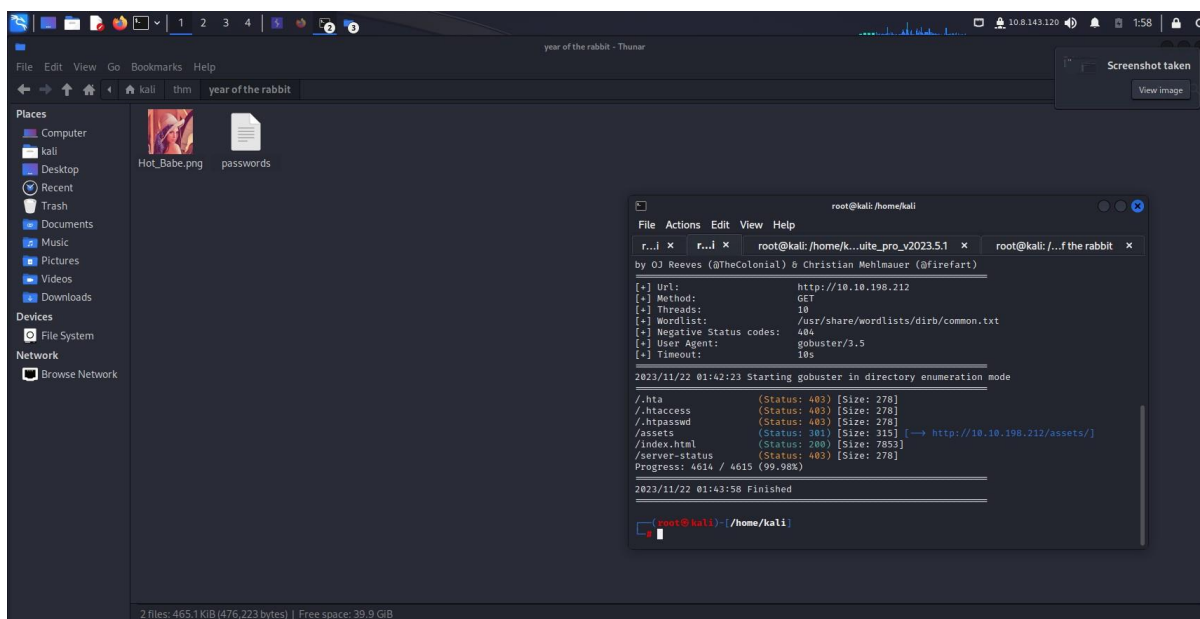 1 2 3 4
2
3
10.8.143.120
1:58
year of the rabbit - Thunar
File Edit View Go Bookmarks Help
kali thm year of the rabbit
Screenshot taken
View image
Places
Computer
kali
Desktop
Recent
Trash
Documents
Music
Pictures
Videos
Downloads
Devices
File System
Network
Browse Network
Hot_Babe.png passwords
root@kali: /home/kali
File Actions Edit View Help
r...i × r...i × root@kali: /home/k...uite_pro_v2023.5.1 × root@kali: /...f the rabbit ×
by OJ Reeves (@TheColonial) & Christian Mehlmauer (@firefart)
[+] Url: http://10.10.198.212
[+] Method: GET
[+] Threads: 10
[+] Wordlist: /usr/share/wordlists/dirb/common.txt
[+] Negative Status codes: 404
[+] User Agent: gobuster/3.5
[+] Timeout: 10s
2023/11/22 01:42:23 Starting gobuster in directory enumeration mode
/.hta (Status: 403) [Size: 278]
/.htaccess (Status: 403) [Size: 278]
/.htpasswd (Status: 403) [Size: 278]
/assets (Status: 301) [Size: 315] [--> http://10.10.198.212/assets/]
/index.html (Status: 200) [Size: 7853]
/server-status (Status: 403) [Size: 278]
Progress: 4614 / 4615 (99.98%)
2023/11/22 01:43:58 Finished
(root㉿kali)-[/home/kali]
#
2 files: 465.1 KiB (476,223 bytes) | Free space: 39.9 GiB